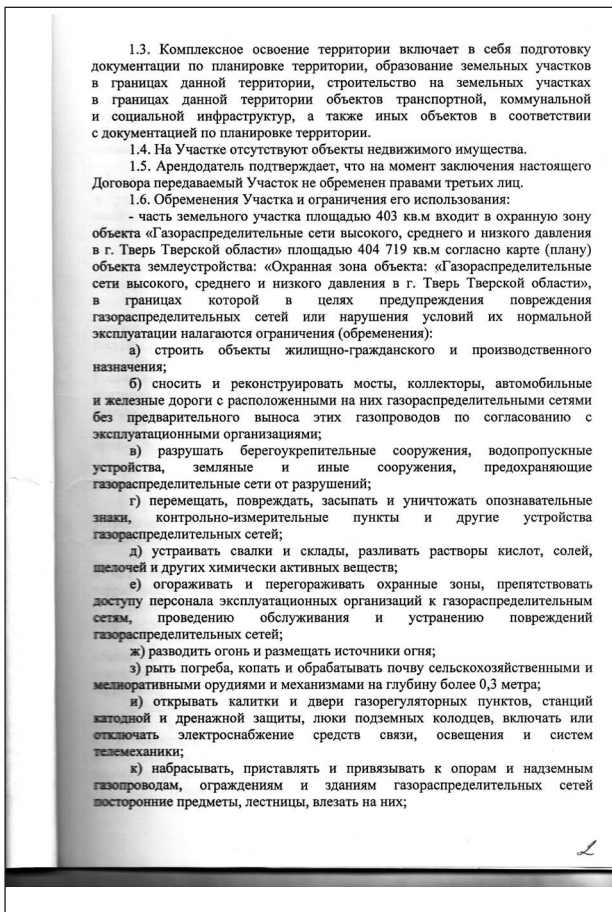 1.3. Комплексное освоение территории включает в себя подготовку
документации по планировке территории, образование земельных участков
в границах данной территории, строительство на земельных участках
в границах данной территории объектов транспортной, коммунальной
и социальной инфраструктур, а также иных объектов в соответствии
с документацией по планировке территории.
1.4. На Участке отсутствуют объекты недвижимого имущества.
1.5. Арендодатель подтверждает, что на момент заключения настоящего
Договора передаваемый Участок не обременен правами третьих лиц.
1.6. Обременения Участка и ограничения его использования:
- часть земельного участка площадью 403 кв.м входит в охранную зону
объекта «Газораспределительные сети высокого, среднего и низкого давления
в г. Тверь Тверской области» площадью 404 719 кв.м согласно карте (плану)
объекта землеустройства: «Охранная зона объекта: «Газораспределительные
сети высокого, среднего и низкого давления в г. Тверь Тверской области»,
в границах которой в целях предупреждения повреждения
газораспределительных сетей или нарушения условий их нормальной
эксплуатации налагаются ограничения (обременения):
а) строить объекты жилищно-гражданского и производственного
назначения;
б) сносить и реконструировать мосты, коллекторы, автомобильные
и железные дороги с расположенными на них газораспределительными сетями
без предварительного выноса этих газопроводов по согласованию с
эксплуатационными организациями;
в) разрушать берегоукрепительные сооружения, водопропускные
устройства, земляные и иные сооружения, предохраняющие
газораспределительные сети от разрушений;
г) перемещать, повреждать, засыпать и уничтожать опознавательные
знаки, контрольно-измерительные пункты и другие устройства
газораспределительных сетей;
д) устраивать свалки и склады, разливать растворы кислот, солей,
щелочей и других химически активных веществ;
е) огораживать и перегораживать охранные зоны, препятствовать
доступу персонала эксплуатационных организаций к газораспределительным
сетям, проведению обслуживания и устранению повреждений
газораспределительных сетей;
ж) разводить огонь и размещать источники огня;
з) рыть погреба, копать и обрабатывать почву сельскохозяйственными и
мелиоративными орудиями и механизмами на глубину более 0,3 метра;
и) открывать калитки и двери газорегуляторных пунктов, станций
катодной и дренажной защиты, люки подземных колодцев, включать или
отключать электроснабжение средств связи, освещения и систем
телемеханики;
к) набрасывать, приставлять и привязывать к опорам и надземным
газопроводам, ограждениям и зданиям газораспределительных сетей
посторонние предметы, лестницы, влезать на них;